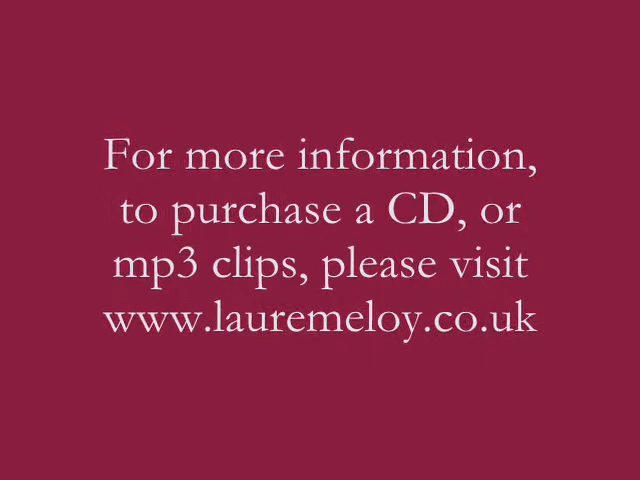 For more information,
to purchase a CD, or
mp3 clips, please visit
www.lauremeloy.co.uk